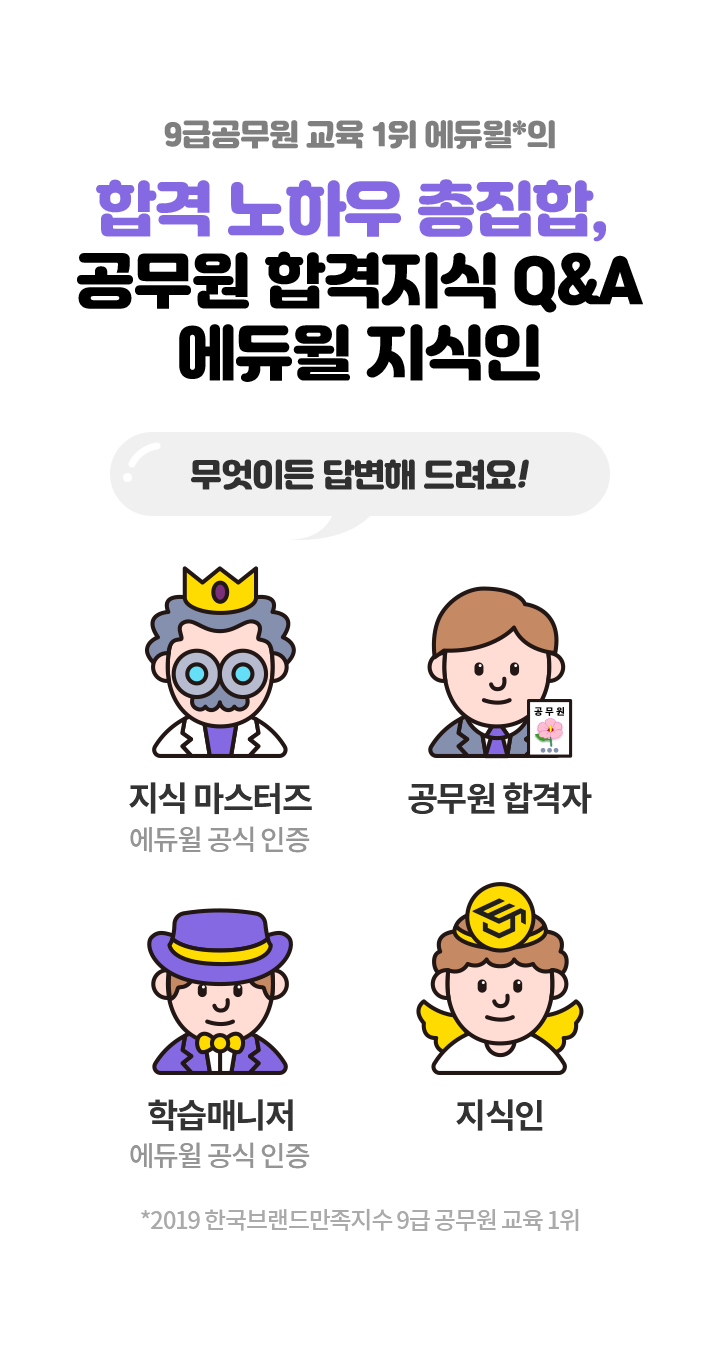 9급공무원 교육 1위 에듀윌*의
합격 노하우 총집합,
공무원 합격지식 Q&A
에듀윌 지식인
무엇이든 답변해 드려요!
공무원
지식 마스터즈
에듀윌 공식 인증
공무원 합격자
학습매니저
에듀윌 공식 인증
지식인
*2019 한국브랜드만족지수 9급 공무원 교육 1위